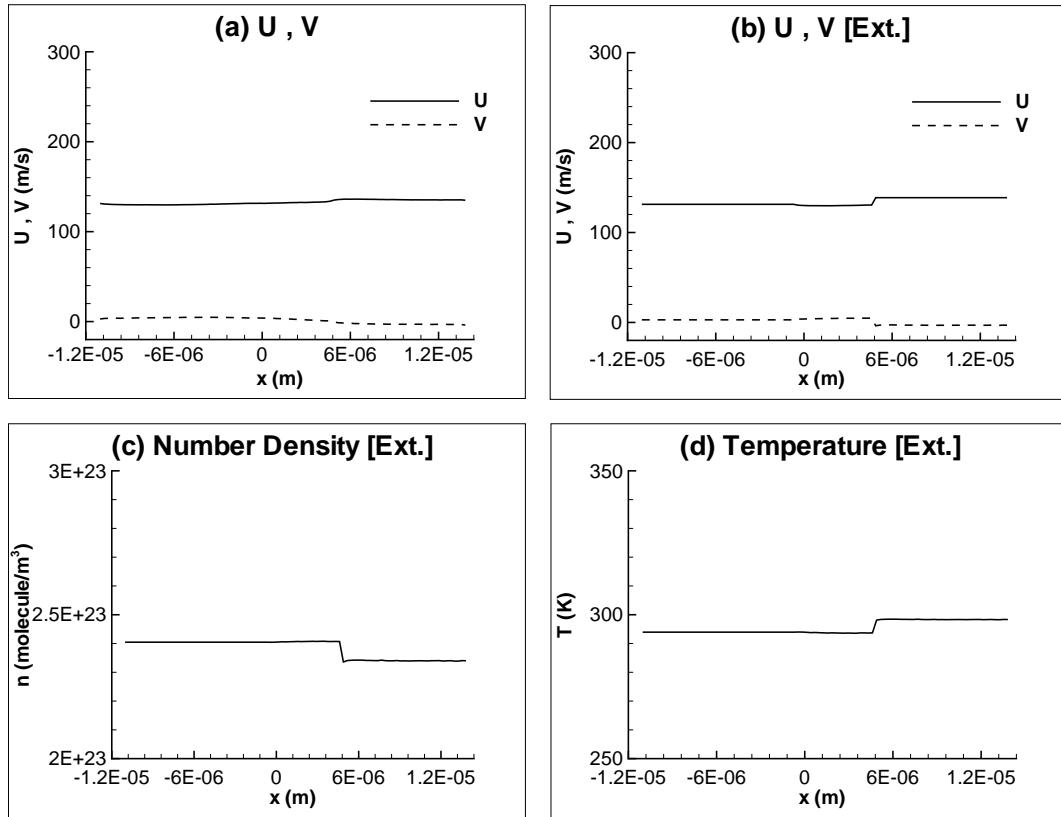 (a) U , V
300
200
100
0
U , V (m/s)
U
V
-1.2E-05 -6E-06 0 6E-06 1.2E-05
x (m)
(b) U , V [Ext.]
300
200
100
0
U , V (m/s)
U
V
-1.2E-05 -6E-06 0 6E-06 1.2E-05
x (m)
(c) Number Density [Ext.]
3E+23
2.5E+23
2E+23
n (molecule/m³)
-1.2E-05 -6E-06 0 6E-06 1.2E-05
x (m)
(d) Temperature [Ext.]
350
300
250
T (K)
-1.2E-05 -6E-06 0 6E-06 1.2E-05
x (m)